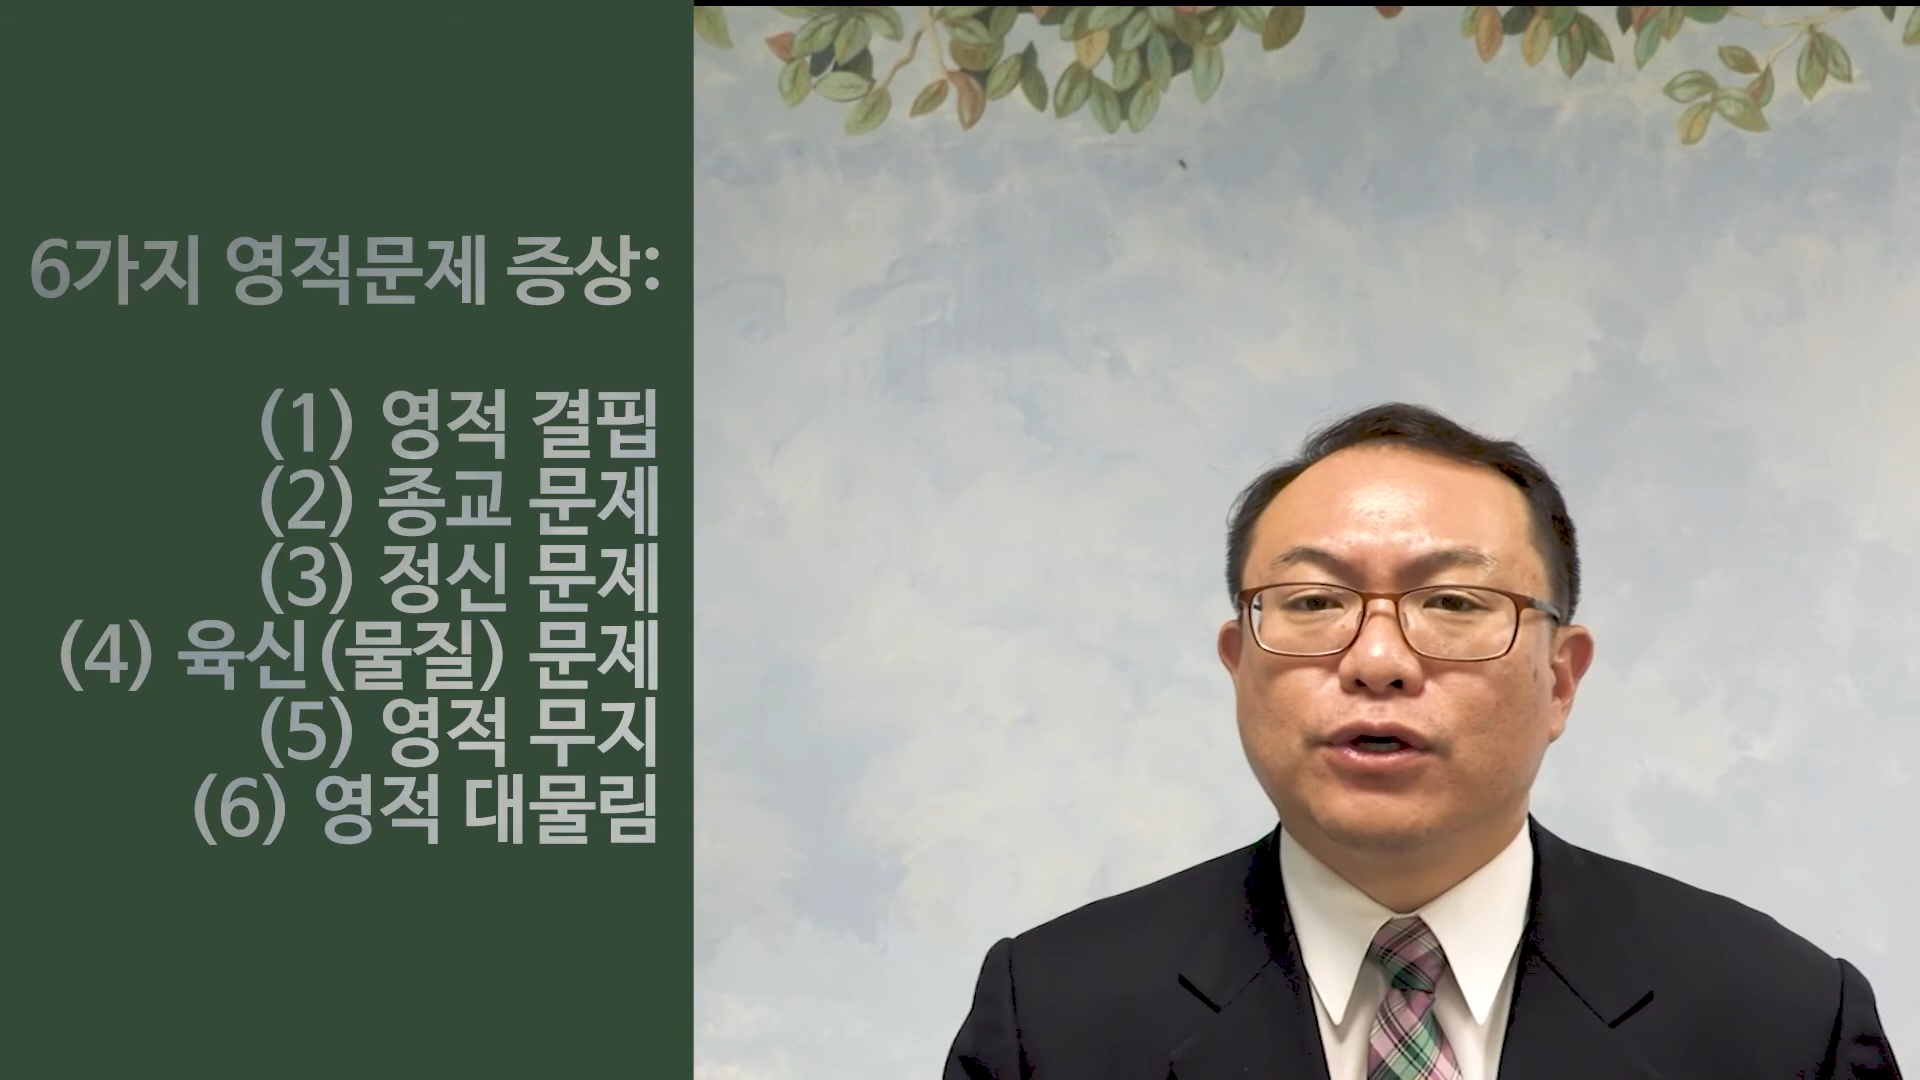 6가지 영적문제 증상:
(1) 영적 결핍
(2) 종교 문제
(3) 정신 문제
(4) 육신(물질) 문제
(5) 영적 무지
(6) 영적 대물림